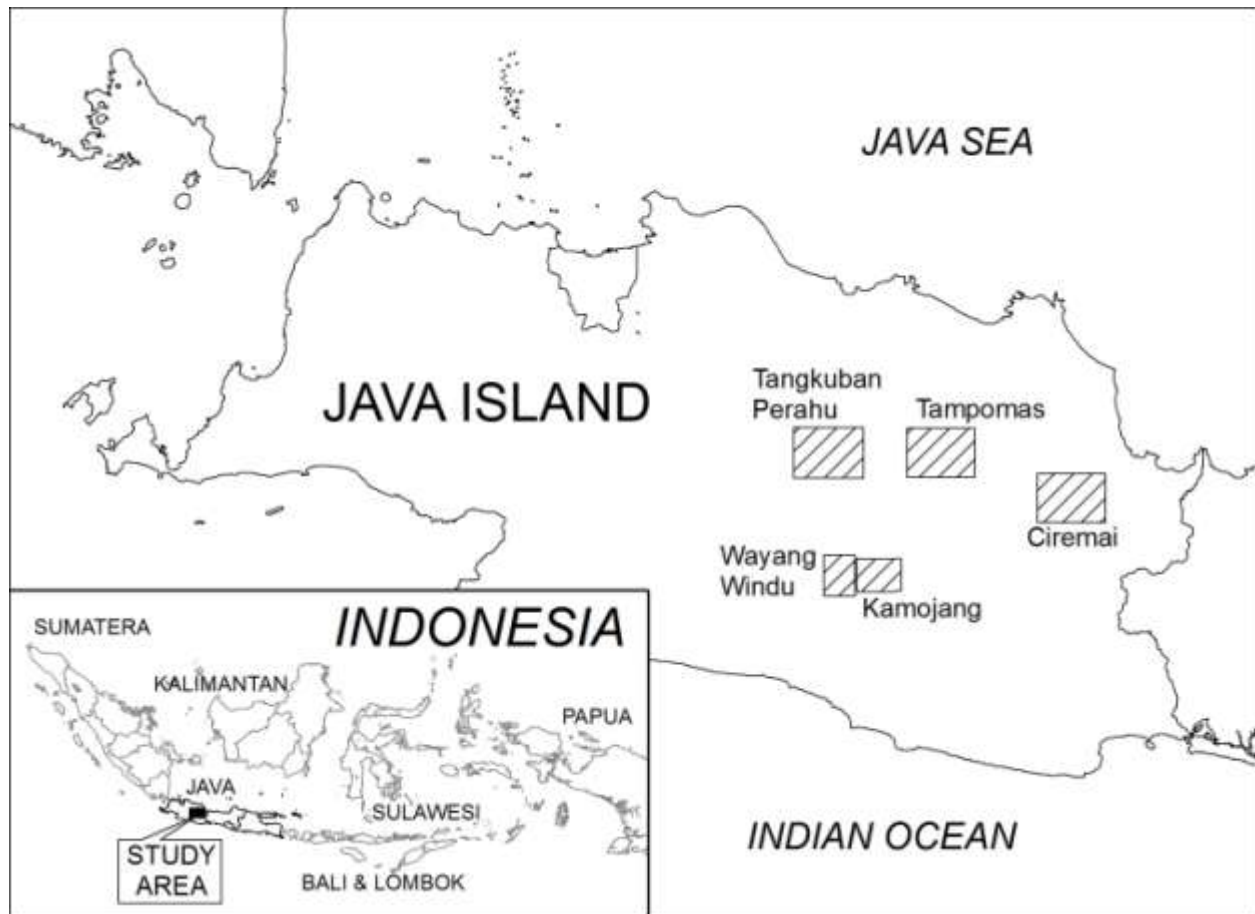 JAVA SEA
JAVA ISLAND
Tangkuban
Perahu
Tampomas
Ciremai
Wayang
Windu
Kamojang
INDIAN OCEAN
INDONESIA
SUMATERA
KALIMANTAN
PAPUA
JAVA
SULAWESI
STUDY
AREA
BALI & LOMBOK